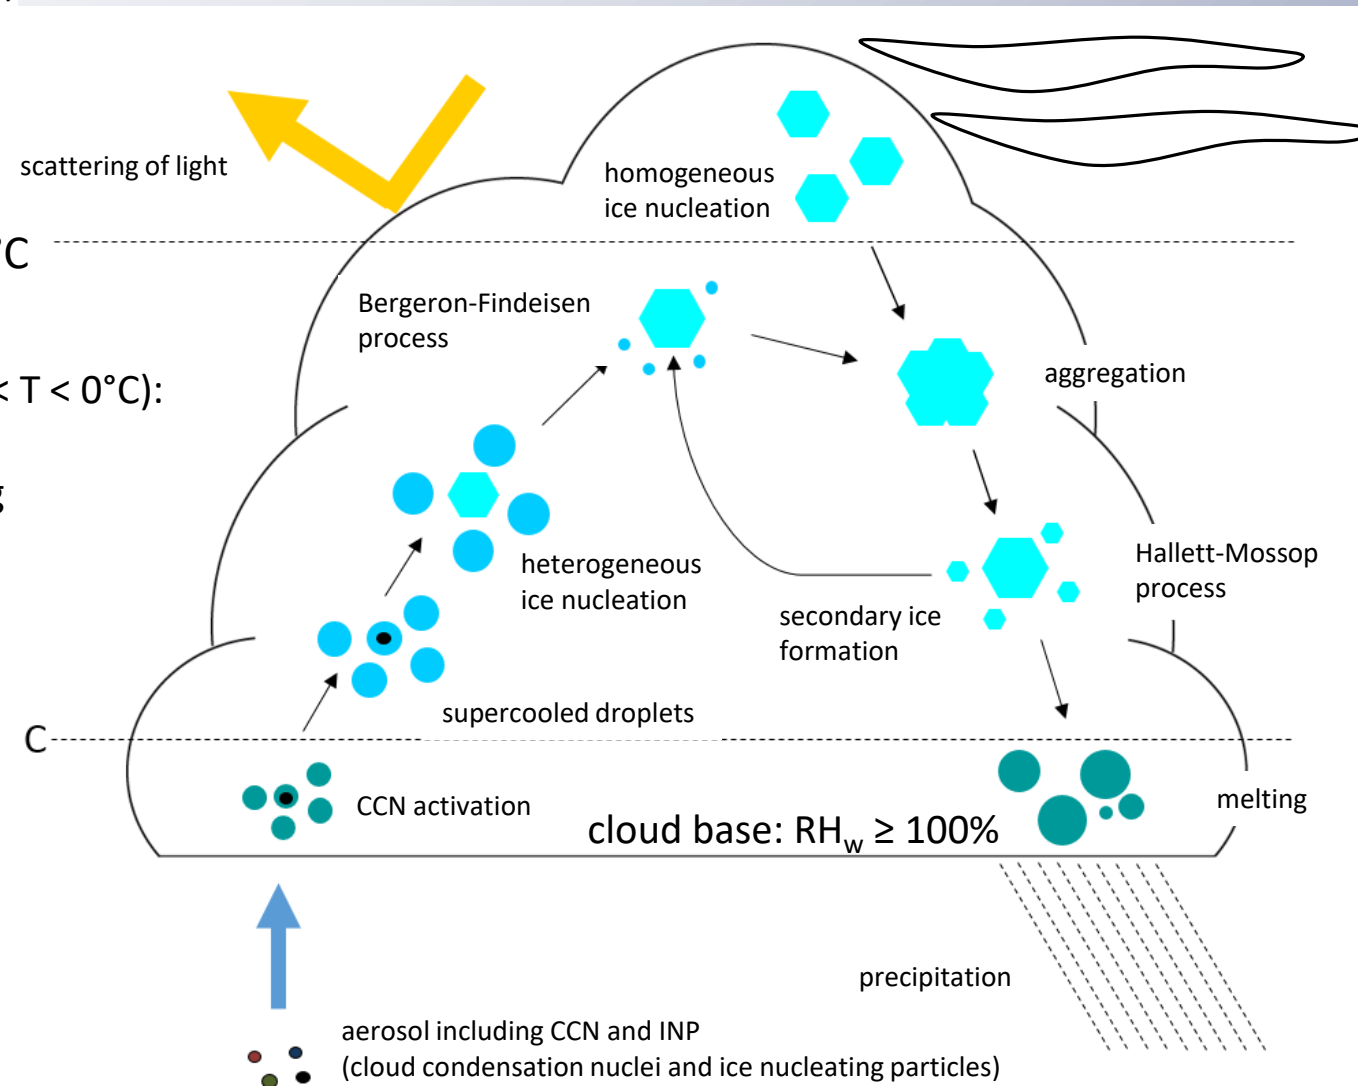 scattering of light
homogeneous
ice nucleation
°C
Bergeron-Findeisen
process
< T < 0°C):
aggregation
heterogeneous
ice nucleation
Hallett-Mossop
process
secondary ice
formation
supercooled droplets
C
CCN activation
melting
cloud base: RHw ≥ 100%
precipitation
aerosol including CCN and INP
(cloud condensation nuclei and ice nucleating particles)